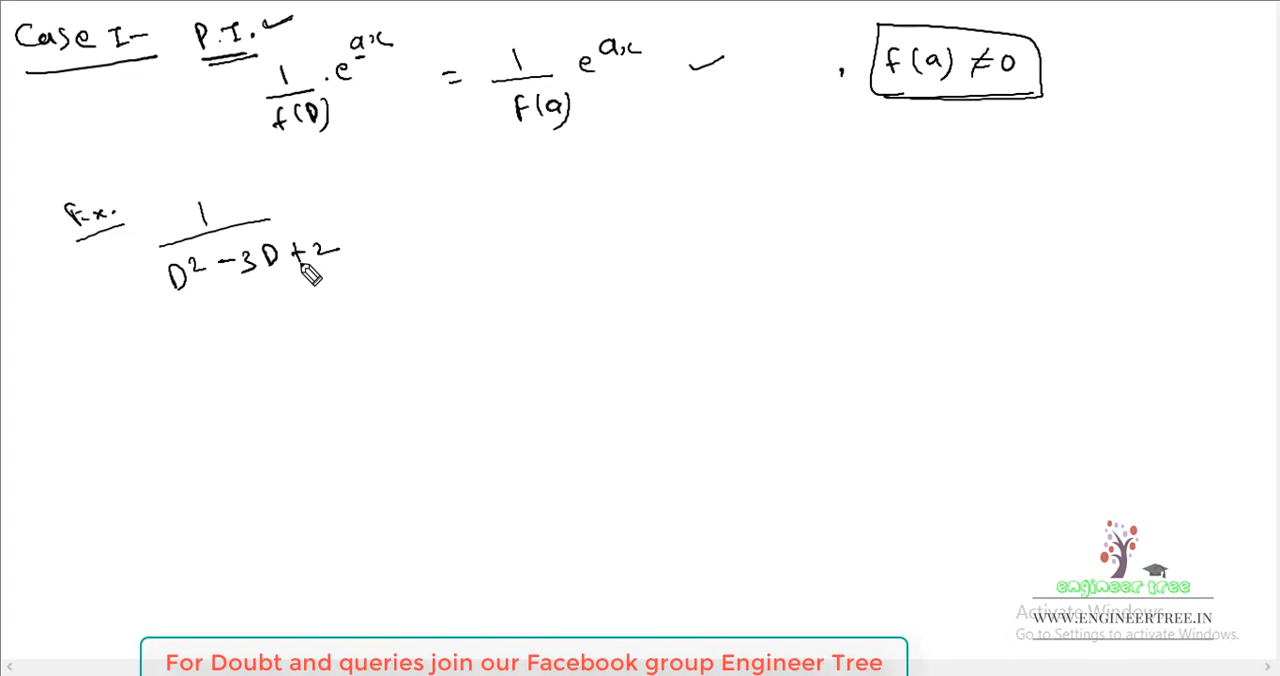 Case I- P.I.
1/f(D) · e^ax = 1/f(a) e^ax , f(a) ≠ 0
Ex. 1/D² - 3D + 2
engineer tree
WWW.ENGINEERTREE.IN
Activate Windows
Go to Settings to activate Windows.
For Doubt and queries join our Facebook group Engineer Tree